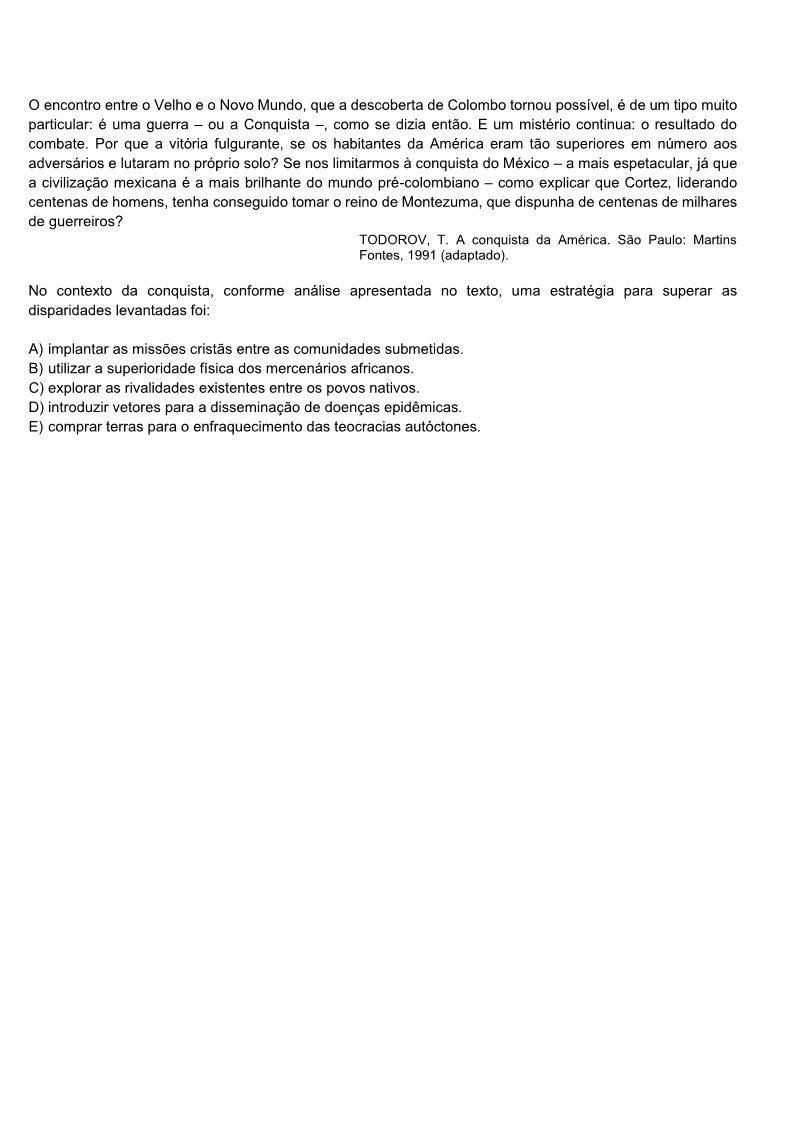 O encontro entre o Velho e o Novo Mundo, que a descoberta de Colombo tornou possível, é de um tipo muito
particular: é uma guerra – ou a Conquista –, como se dizia então. E um mistério continua: o resultado do
combate. Por que a vitória fulgurante, se os habitantes da América eram tão superiores em número aos
adversários e lutaram no próprio solo? Se nos limitarmos à conquista do México – a mais espetacular, já que
a civilização mexicana é a mais brilhante do mundo pré-colombiano – como explicar que Cortez, liderando
centenas de homens, tenha conseguido tomar o reino de Montezuma, que dispunha de centenas de milhares
de guerreiros?
TODOROV, T. A conquista da América. São Paulo: Martins
Fontes, 1991 (adaptado).
No contexto da conquista, conforme análise apresentada no texto, uma estratégia para superar as
disparidades levantadas foi:
A) implantar as missões cristãs entre as comunidades submetidas.
B) utilizar a superioridade física dos mercenários africanos.
C) explorar as rivalidades existentes entre os povos nativos.
D) introduzir vetores para a disseminação de doenças epidêmicas.
E) comprar terras para o enfraquecimento das teocracias autóctones.